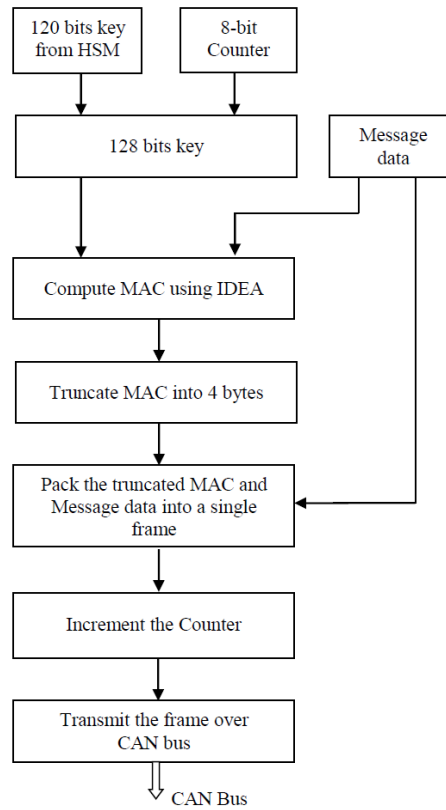 120 bits key
from HSM
8-bit
Counter
128 bits key
Message
data
Compute MAC using IDEA
Truncate MAC into 4 bytes
Pack the truncated MAC and
Message data into a single
frame
Increment the Counter
Transmit the frame over
CAN bus
CAN Bus